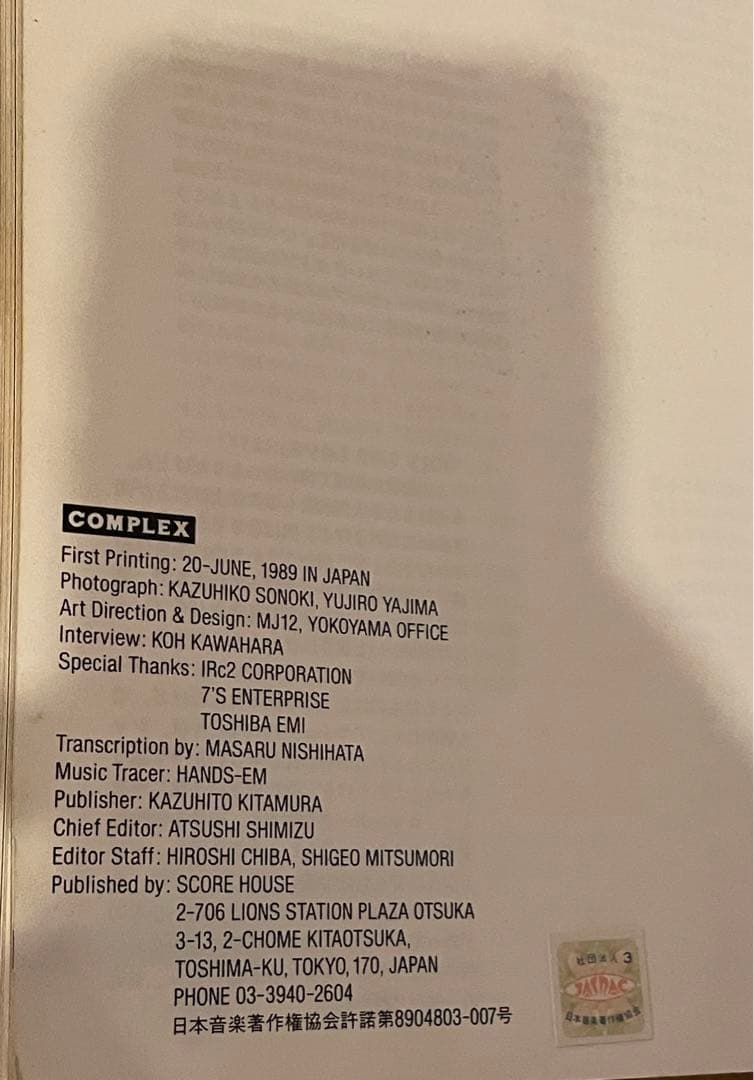 COMPLEX
First Printing: 20-JUNE, 1989 IN JAPAN
Photograph: KAZUHIKO SONOKI, YUJIRO YAJIMA
Art Direction & Design: MJ12, YOKOYAMA OFFICE
Interview: KOH KAWAHARA
Special Thanks: IRc2 CORPORATION
7'S ENTERPRISE
TOSHIBA EMI
Transcription by: MASARU NISHIHATA
Music Tracer: HANDS-EM
Publisher: KAZUHITO KITAMURA
Chief Editor: ATSUSHI SHIMIZU
Editor Staff: HIROSHI CHIBA, SHIGEO MITSUMORI
Published by: SCORE HOUSE
2-706 LIONS STATION PLAZA OTSUKA
3-13, 2-CHOME KITAOTSUKA,
TOSHIMA-KU, TOKYO, 170, JAPAN
PHONE 03-3940-2604
日本音楽著作権協会許諾第8904803-007号
社団法人 3
JASRAC
日本音楽著作権協会